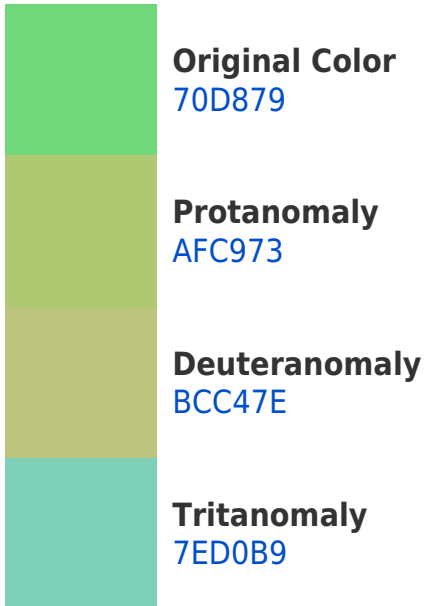 Original Color
70D879
Protanomaly
AFC973
Deuteranomaly
BCC47E
Tritanomaly
7ED0B9